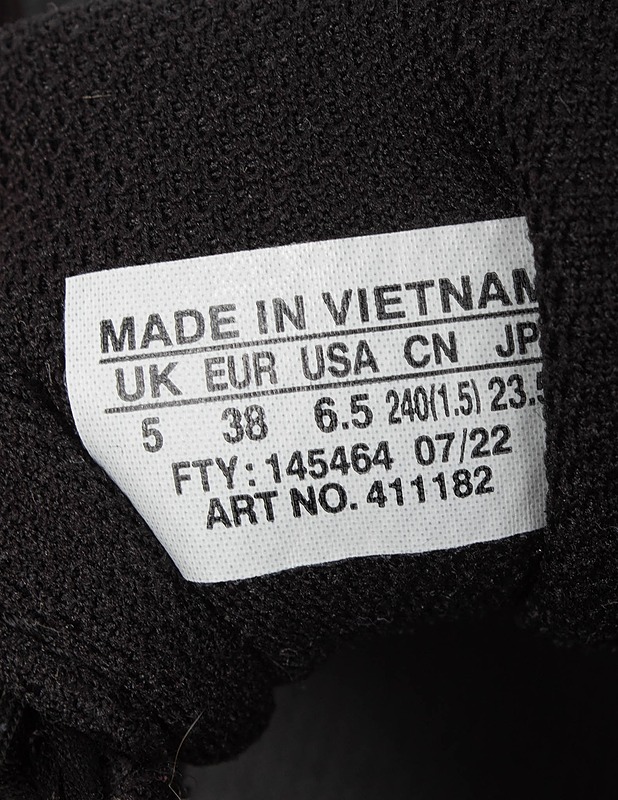 MADE IN VIETNAM
UK EUR USA CN JP
5 38 6.5 240(1.5) 23.5
FTY: 145464 07/22
ART NO. 411182